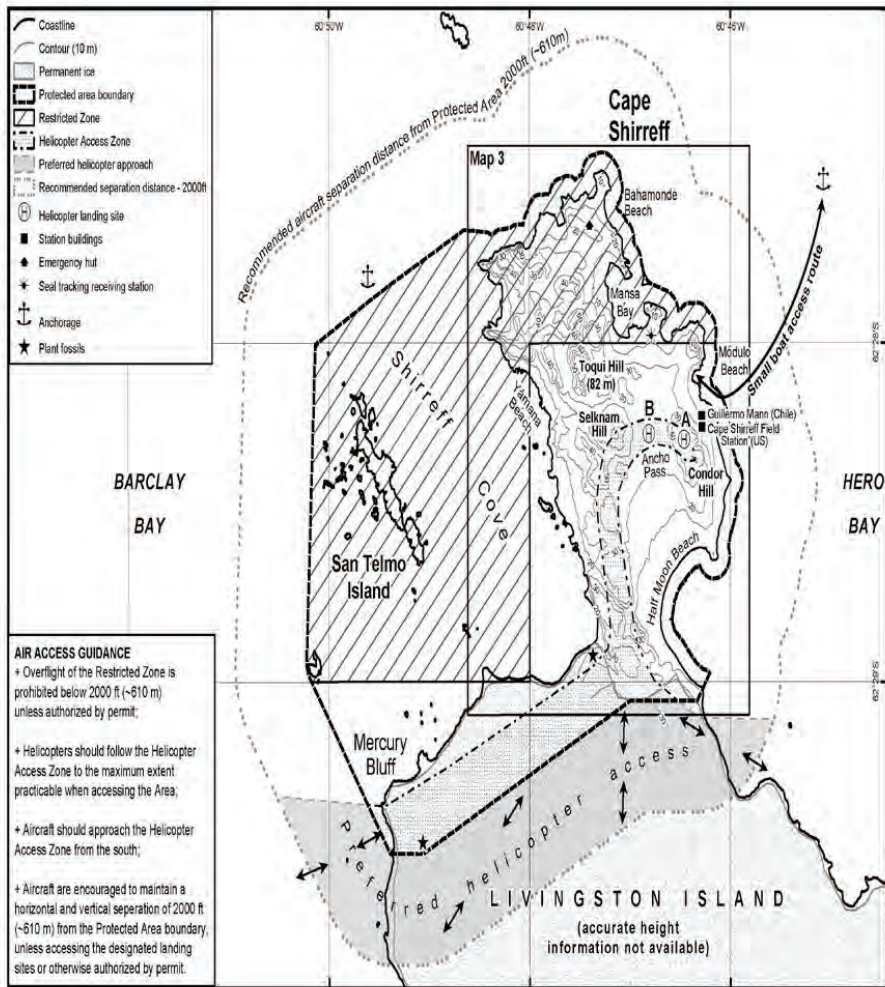 60°50'W
60°48'W
60°46'W
Coastline
Contour (10 m)
Permanent ice
Protected area boundary
Restricted Zone
Helicopter Access Zone
Preferred helicopter approach
Recommended separation distance - 2000ft
H Helicopter landing site
Station buildings
Emergency hut
Seal tracking receiving station
Anchorage
Plant fossils
Recommended aircraft separation distance from Protected Area 2000ft (~610m)
Cape
Shirreff
Map 3
Bahamonde
Beach
Mansa
Bay
Small boat access route
62°28'S
Módulo
Beach
Toqui Hill
(82 m)
Shirreff
Cove
Yamana
Beach
Selknam
Hill
B
A
H
H
Guillermo Mann (Chile)
Cape Shirreff Field
Station (US)
Ancho
Pass
Condor
Hill
BARCLAY
BAY
HERO
BAY
San Telmo
Island
Half Moon Beach
62°29'S
Mercury
Bluff
Preferred helicopter access
LIVINGSTON ISLAND
(accurate height
information not available)
AIR ACCESS GUIDANCE
+ Overflight of the Restricted Zone is
prohibited below 2000 ft (~610 m)
unless authorized by permit;
+ Helicopters should follow the Helicopter
Access Zone to the maximum extent
practicable when accessing the Area;
+ Aircraft should approach the Helicopter
Access Zone from the south;
+ Aircraft are encouraged to maintain a
horizontal and vertical seperation of 2000 ft
(~610 m) from the Protected Area boundary,
unless accessing the designated landing
sites or otherwise authorized by permit.